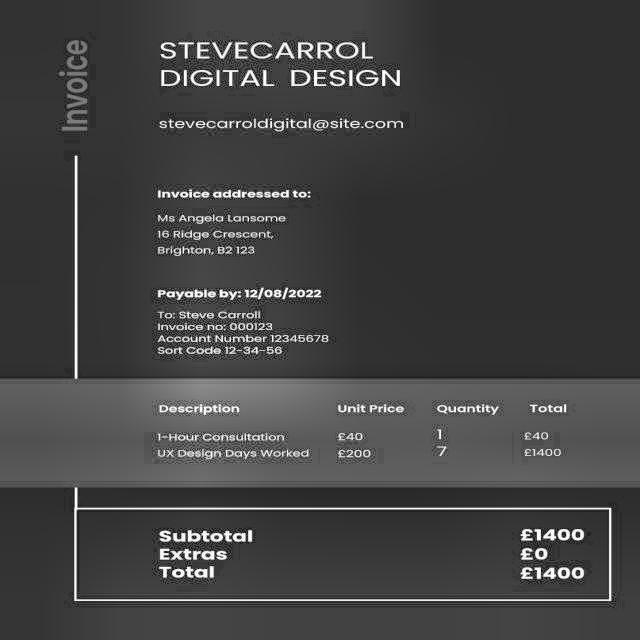 Invoice
STEVECARROL
DIGITAL DESIGN
stevecarroldigital@site.com
Invoice addressed to:
Ms Angela Lansome
16 Ridge Crescent,
Brighton, B2 123
Payable by: 12/08/2022
To: Steve Carroll
Invoice no: 000123
Account Number 12345678
Sort Code 12-34-56
Description Unit Price Quantity Total
1-Hour Consultation £40 1 £40
UX Design Days Worked £200 7 £1400
Subtotal £1400
Extras £0
Total £1400